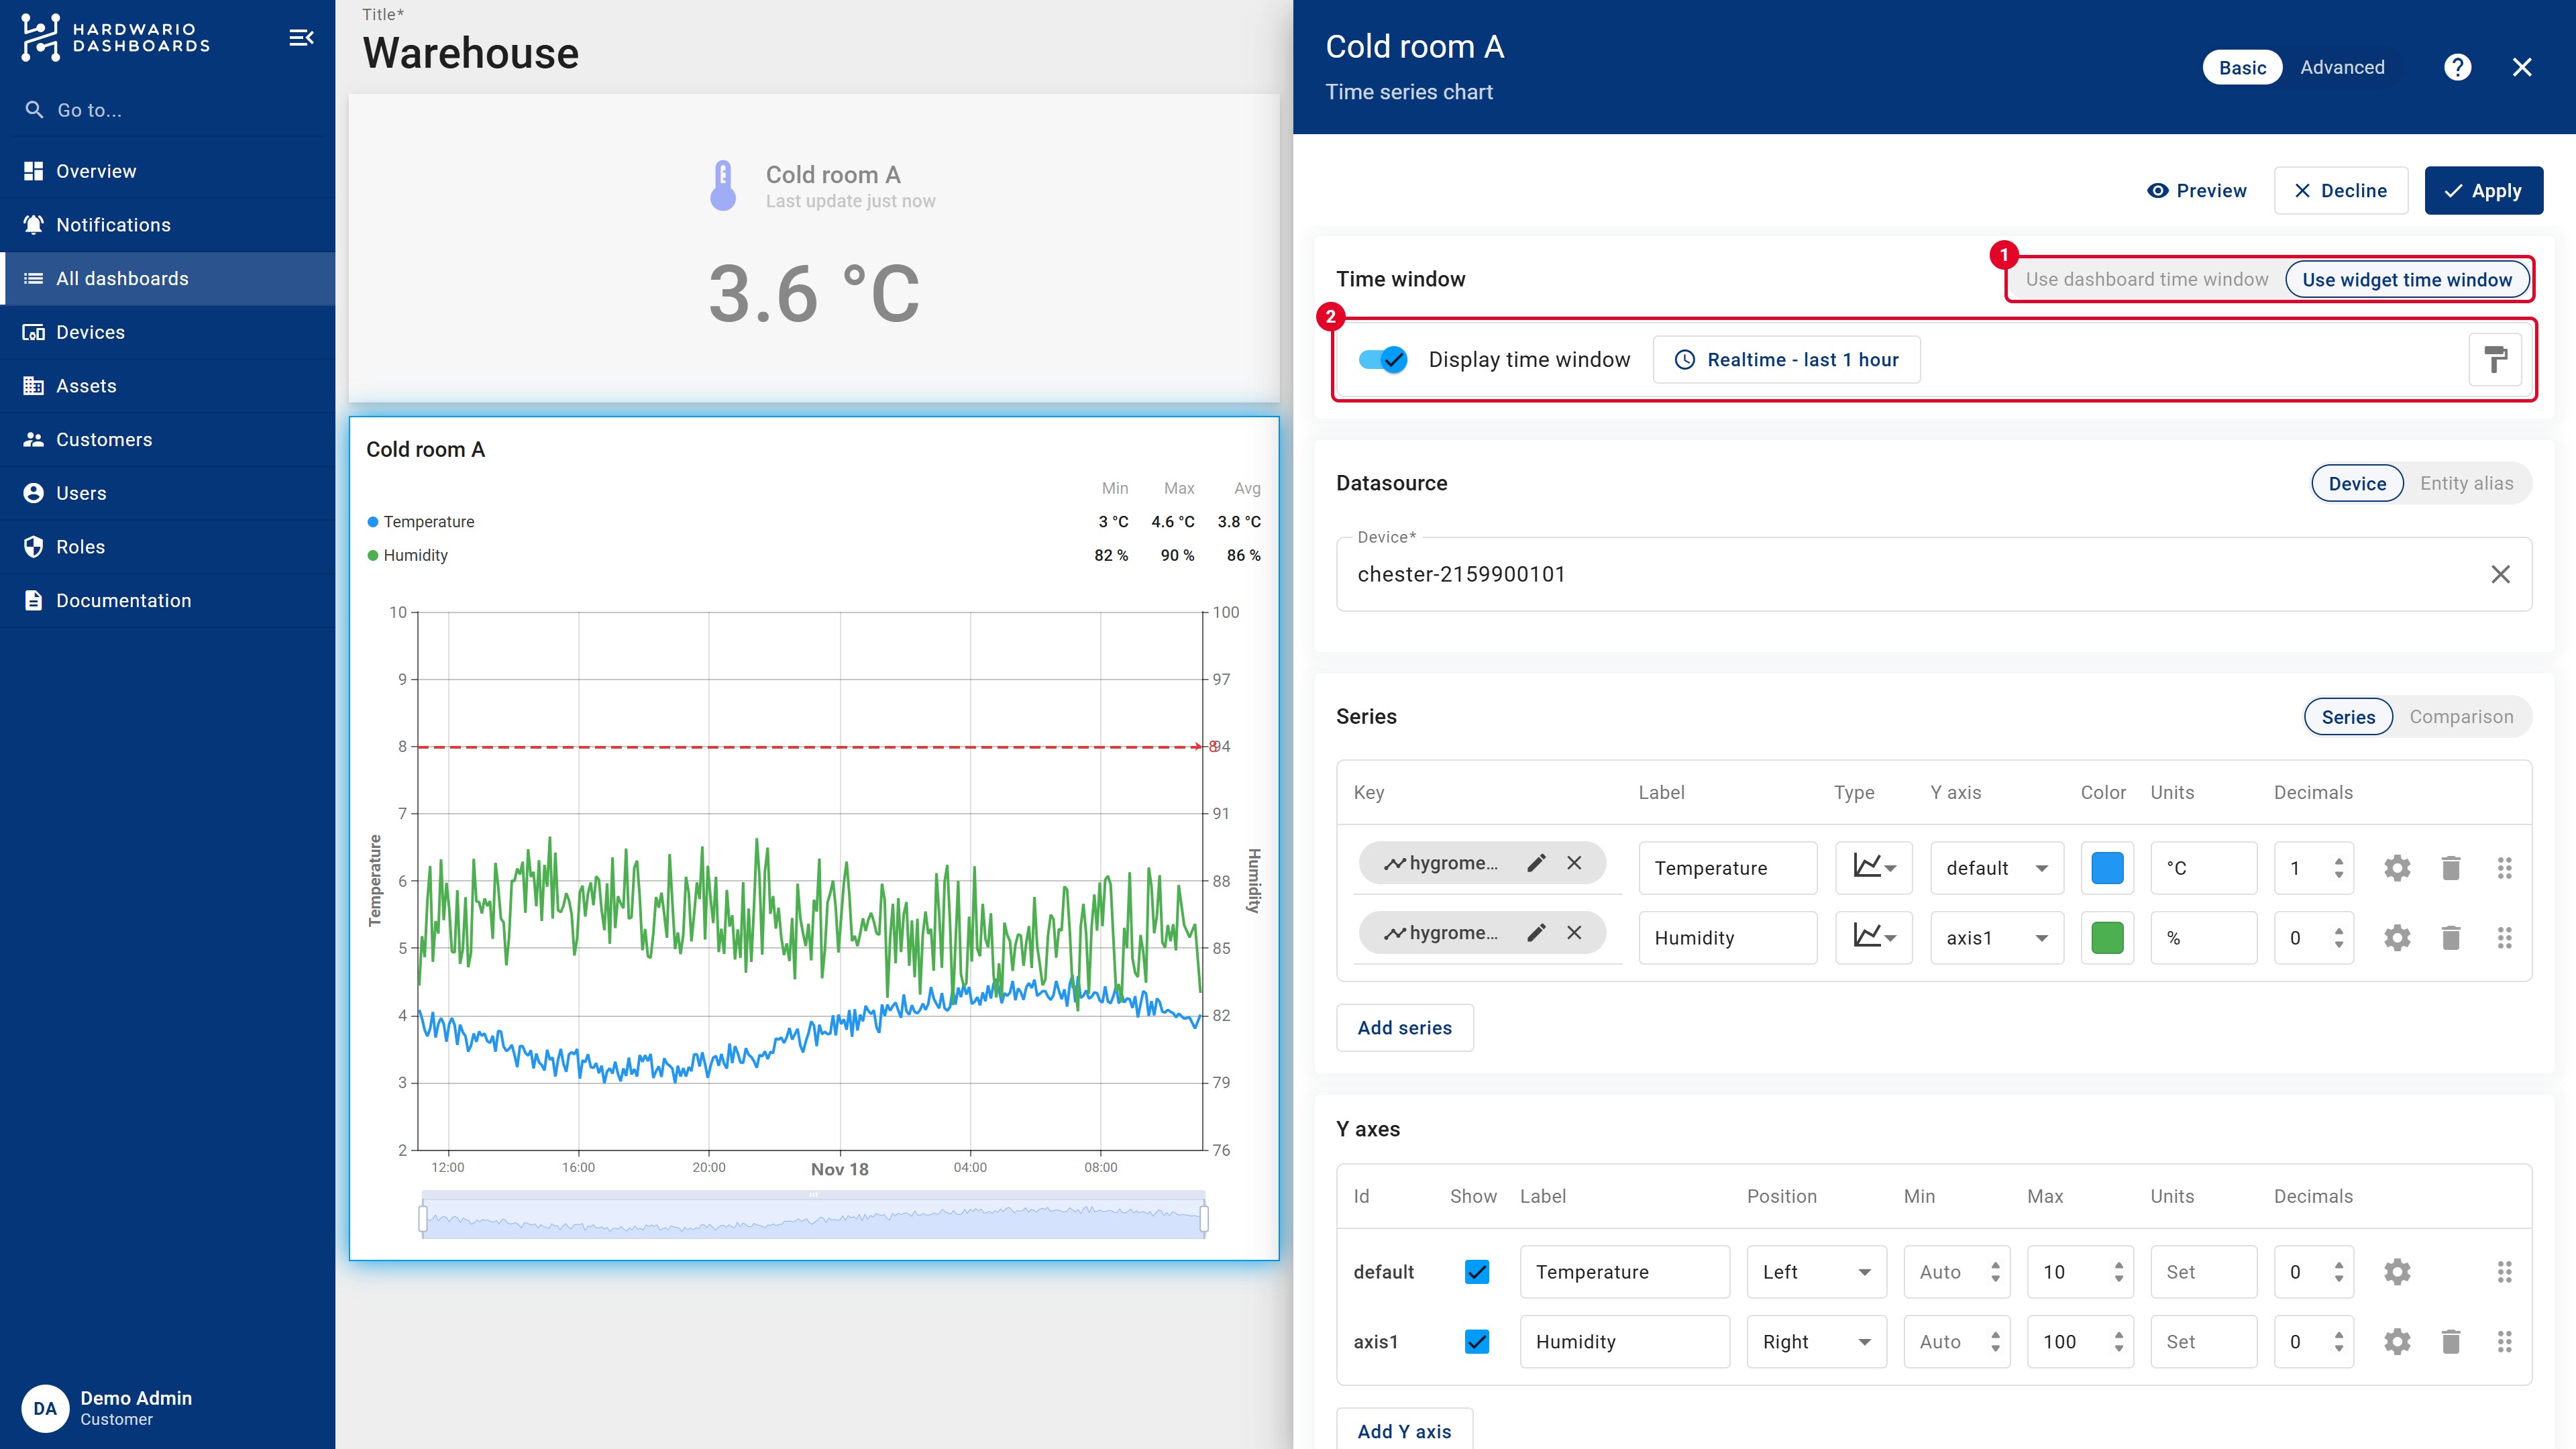 HARDWARIO
DASHBOARDS
Go to...
Overview
Notifications
All dashboards
Devices
Assets
Customers
Users
Roles
Documentation
DA
Demo Admin
Customer
Title*
Warehouse
Cold room A
Last update just now
3.6 °C
Cold room A
Min Max Avg
Temperature 3 °C 4.6 °C 3.8 °C
Humidity 82 % 90 % 86 %
10 100
9 97
8 8 94
7 91
6 88
5 85
4 82
3 79
2 76
Temperature
Humidity
12:00 16:00 20:00 Nov 18 04:00 08:00
Cold room A
Time series chart
Basic Advanced
?
Preview Decline Apply
1
Time window Use dashboard time window Use widget time window
2
Display time window Realtime - last 1 hour
Datasource Device Entity alias
Device*
chester-2159900101
Series Series Comparison
Key Label Type Y axis Color Units Decimals
hygrome... Temperature default °C 1
hygrome... Humidity axis1 % 0
Add series
Y axes
Id Show Label Position Min Max Units Decimals
default Temperature Left Auto 10 Set 0
axis1 Humidity Right Auto 100 Set 0
Add Y axis